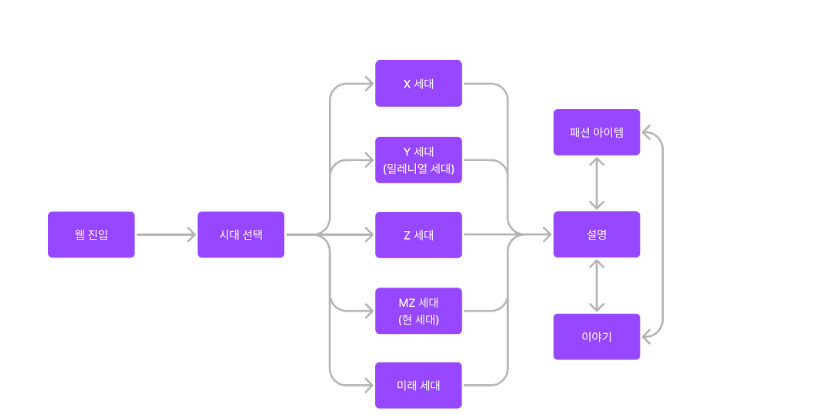 웹 진입
시대 선택
X 세대
Y 세대
(밀레니얼 세대)
Z 세대
MZ 세대
(현 세대)
미래 세대
패션 아이템
설명
이야기